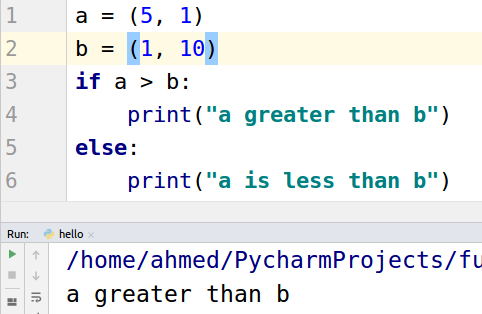 1 a = (5, 1)
2 b = (1, 10)
3 if a > b:
4     print("a greater than b")
5 else:
6     print("a is less than b")
Run: hello ×
/home/ahmed/PycharmProjects/fu
a greater than b